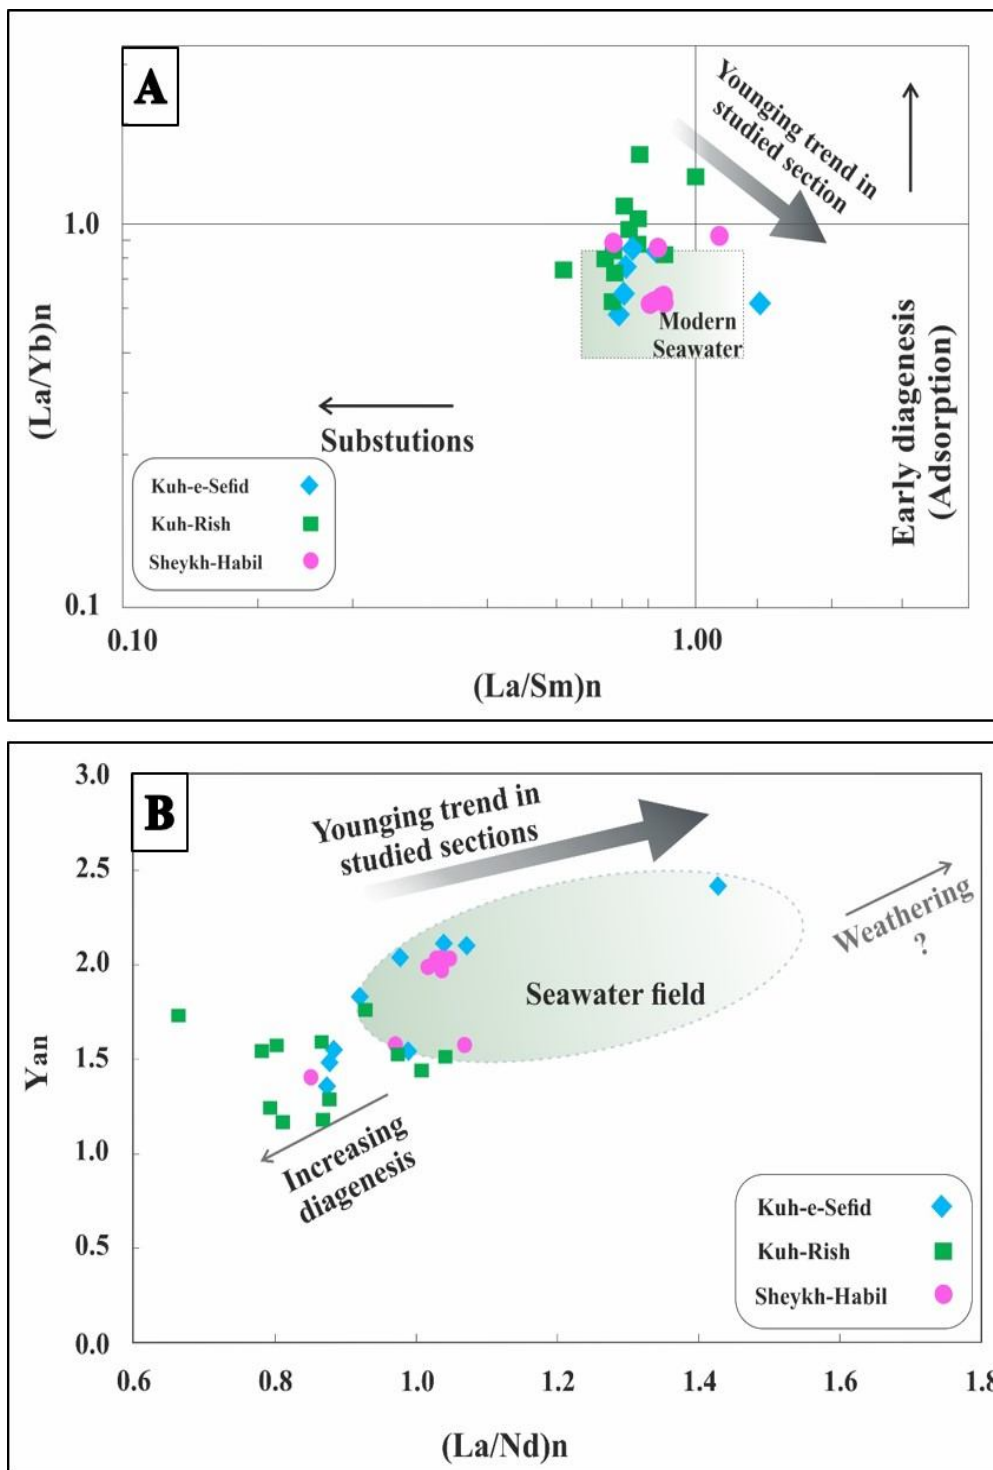 A
Younging trend in
studied section
1.0
(La/Yb)n
Modern
Seawater
Substutions
Early diagenesis
(Adsorption)
Kuh-e-Sefid
Kuh-Rish
Sheykh-Habil
0.1
0.10
1.00
(La/Sm)n
B
3.0
Younging trend in
studied sections
2.5
Weathering
?
2.0
Seawater field
Yan
1.5
1.0
Increasing
diagenesis
0.5
Kuh-e-Sefid
Kuh-Rish
Sheykh-Habil
0.0
0.6
0.8
1.0
1.2
1.4
1.6
1.8
(La/Nd)n